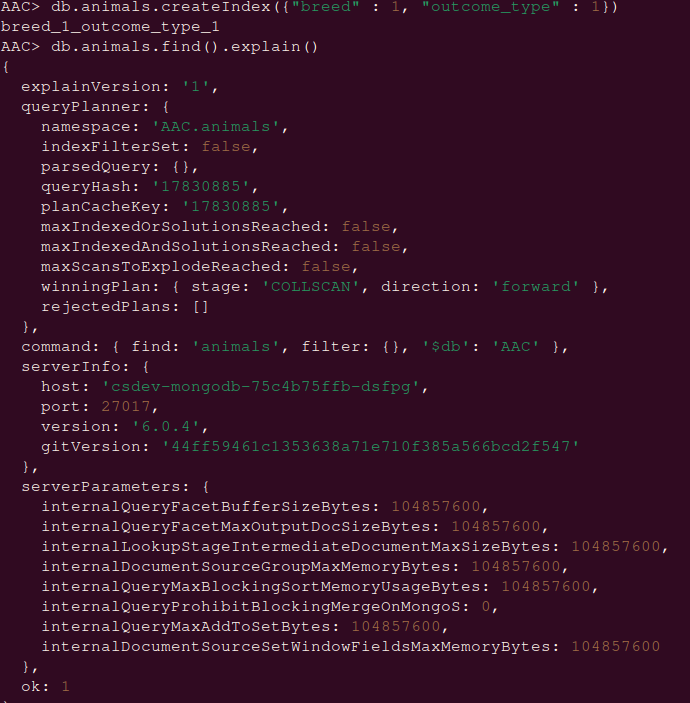 AAC> db.animals.createIndex({"breed" : 1, "outcome_type" : 1})
breed_1_outcome_type_1
AAC> db.animals.find().explain()
{
  explainVersion: '1',
  queryPlanner: {
    namespace: 'AAC.animals',
    indexFilterSet: false,
    parsedQuery: {},
    queryHash: '17830885',
    planCacheKey: '17830885',
    maxIndexedOrSolutionsReached: false,
    maxIndexedAndSolutionsReached: false,
    maxScansToExplodeReached: false,
    winningPlan: { stage: 'COLLSCAN', direction: 'forward' },
    rejectedPlans: []
  },
  command: { find: 'animals', filter: {}, '$db': 'AAC' },
  serverInfo: {
    host: 'csdev-mongodb-75c4b75ffb-dsfpg',
    port: 27017,
    version: '6.0.4',
    gitVersion: '44ff59461c1353638a71e710f385a566bcd2f547'
  },
  serverParameters: {
    internalQueryFacetBufferSizeBytes: 104857600,
    internalQueryFacetMaxOutputDocSizeBytes: 104857600,
    internalLookupStageIntermediateDocumentMaxSizeBytes: 104857600,
    internalDocumentSourceGroupMaxMemoryBytes: 104857600,
    internalQueryMaxBlockingSortMemoryUsageBytes: 104857600,
    internalQueryProhibitBlockingMergeOnMongoS: 0,
    internalQueryMaxAddToSetBytes: 104857600,
    internalDocumentSourceSetWindowFieldsMaxMemoryBytes: 104857600
  },
  ok: 1